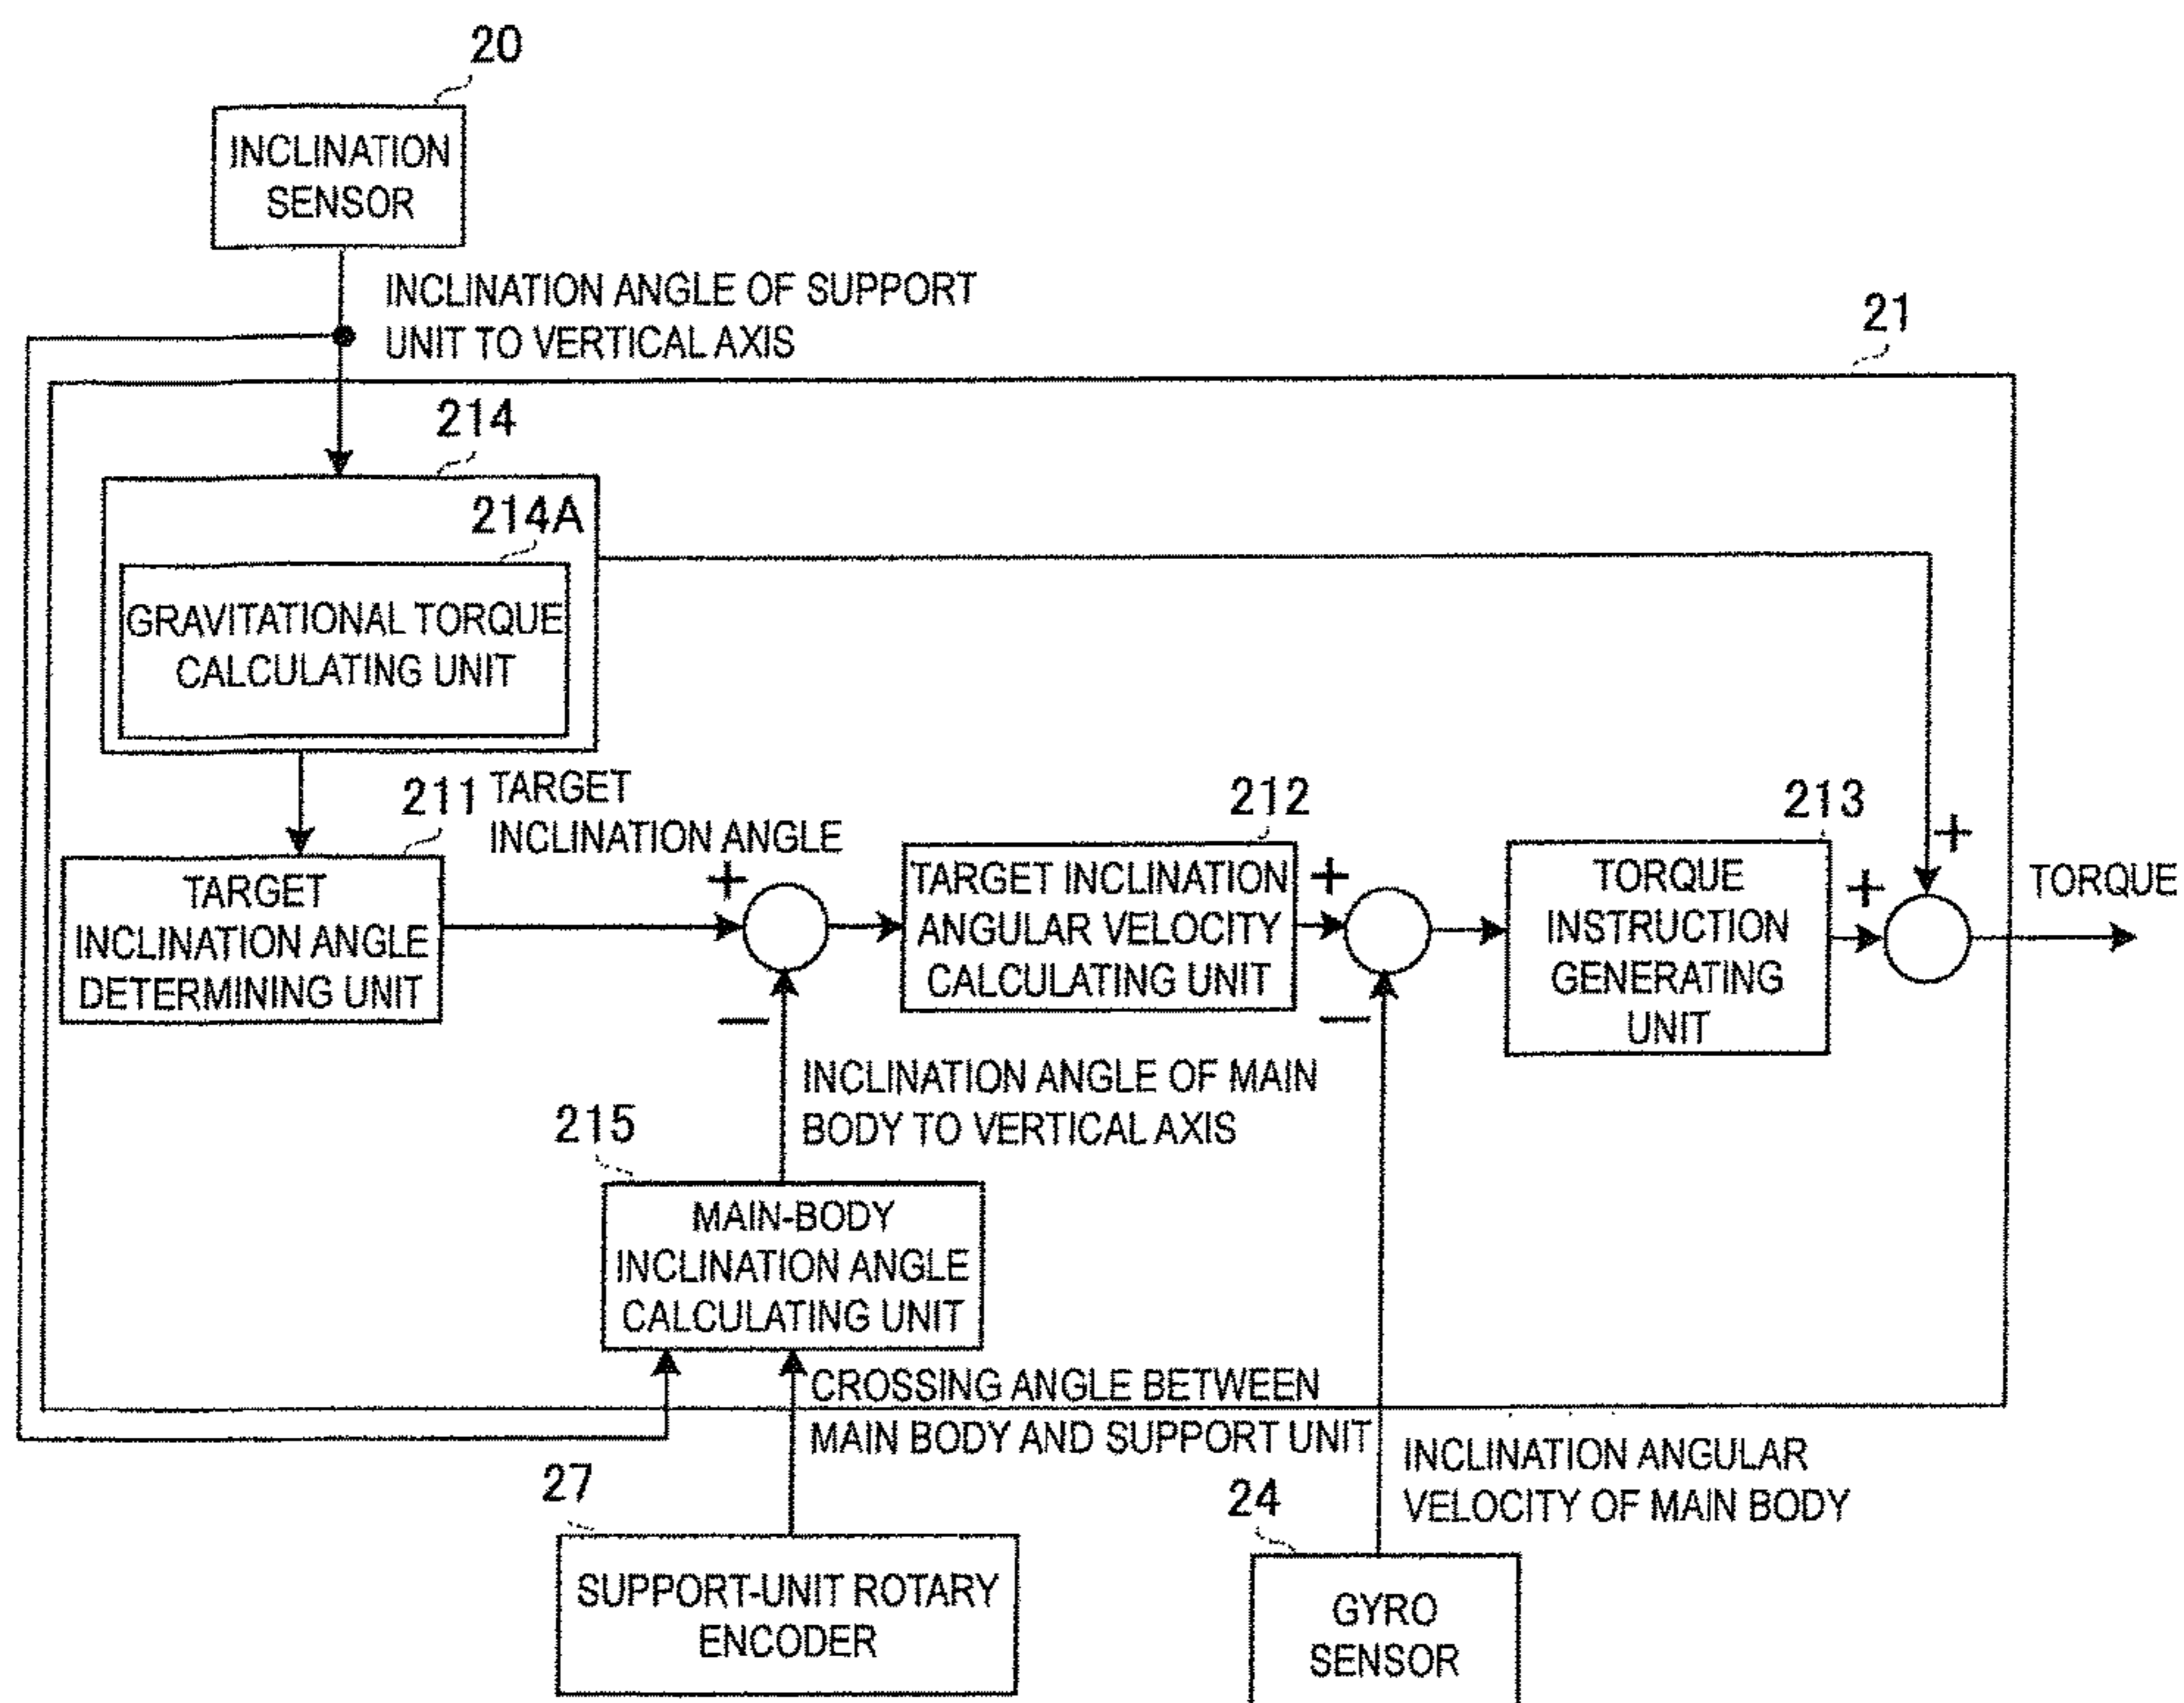 20
INCLINATION
SENSOR
INCLINATION ANGLE OF SUPPORT
UNIT TO VERTICAL AXIS
21
214
214A
GRAVITATIONAL TORQUE
CALCULATING UNIT
211
TARGET
INCLINATION ANGLE
212
213
TARGET
INCLINATION ANGLE
DETERMINING UNIT
+
−
TARGET INCLINATION
ANGULAR VELOCITY
CALCULATING UNIT
+
−
TORQUE
INSTRUCTION
GENERATING
UNIT
+
+
TORQUE
INCLINATION ANGLE OF MAIN
BODY TO VERTICAL AXIS
215
MAIN-BODY
INCLINATION ANGLE
CALCULATING UNIT
CROSSING ANGLE BETWEEN
MAIN BODY AND SUPPORT UNIT
INCLINATION ANGULAR
VELOCITY OF MAIN BODY
27
SUPPORT-UNIT ROTARY
ENCODER
24
GYRO
SENSOR